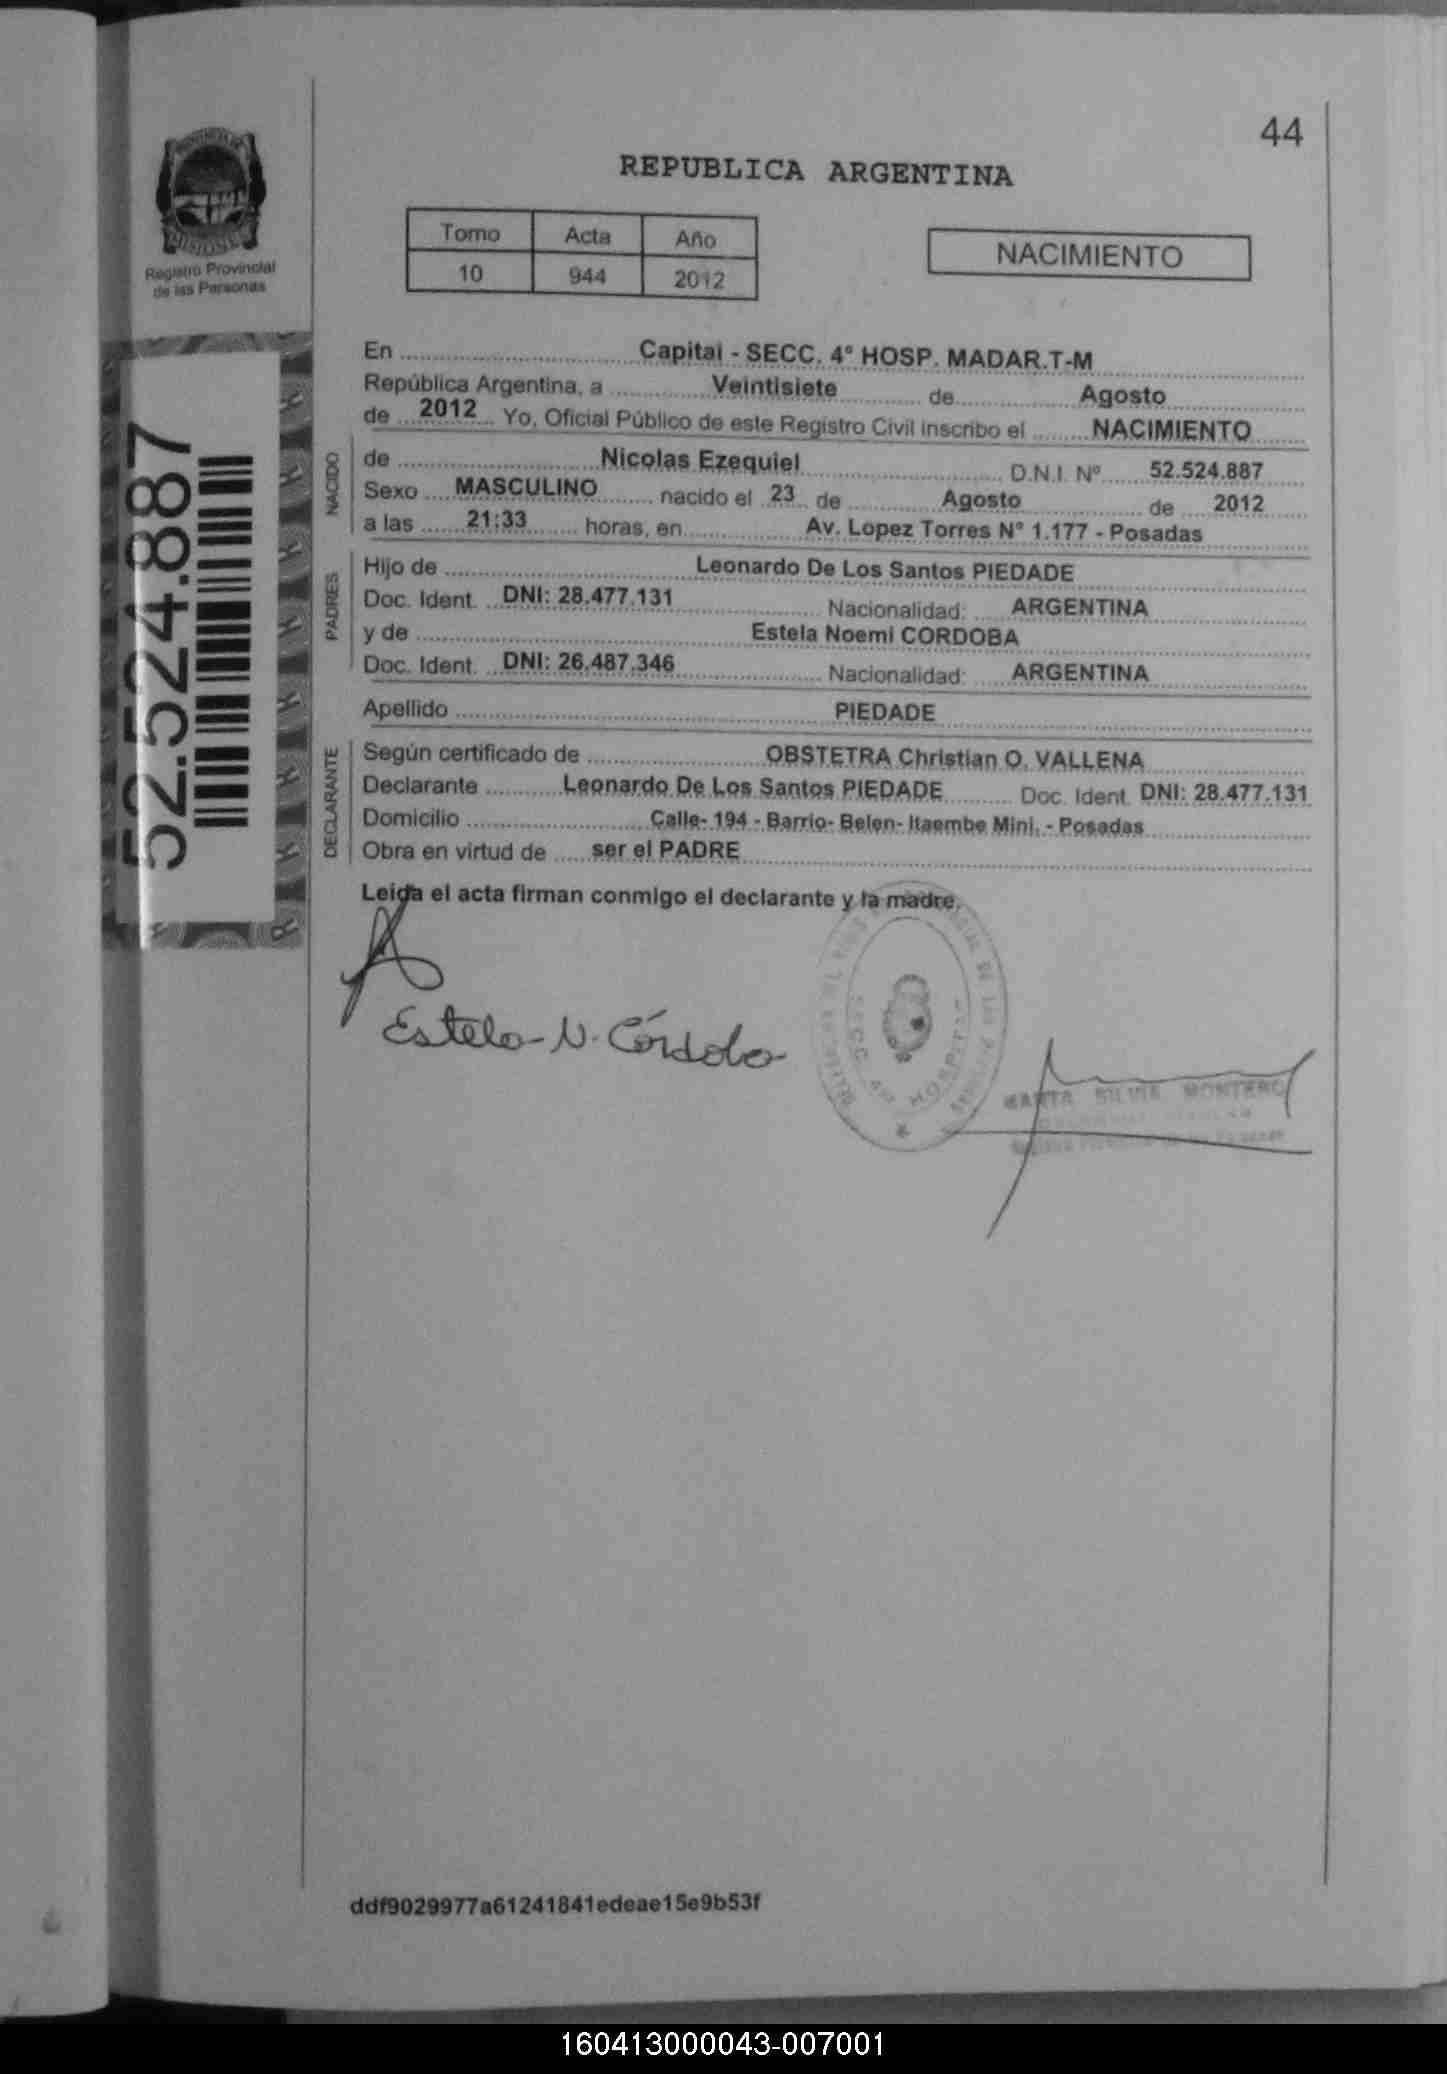 44
REPUBLICA ARGENTINA
PROVINCIA DE
MISIONES
Registro Provincial
de las Personas
Tomo Acta Año
10 944 2012
NACIMIENTO
En Capital - SECC. 4° HOSP. MADAR.T-M
República Argentina, a Veintisiete de Agosto
de 2012 Yo, Oficial Público de este Registro Civil inscribo el NACIMIENTO
NACIDO
de Nicolas Ezequiel D.N.I. Nº 52.524.887
Sexo MASCULINO nacido el 23 de Agosto de 2012
a las 21:33 horas, en Av. Lopez Torres N° 1.177 - Posadas
PADRES
Hijo de Leonardo De Los Santos PIEDADE
Doc. Ident. DNI: 28.477.131 Nacionalidad: ARGENTINA
y de Estela Noemi CORDOBA
Doc. Ident. DNI: 26.487.346 Nacionalidad: ARGENTINA
Apellido PIEDADE
DECLARANTE
Según certificado de OBSTETRA Christian O. VALLENA
Declarante Leonardo De Los Santos PIEDADE Doc. Ident. DNI: 28.477.131
Domicilio Calle- 194 - Barrio- Belen- Itaembe Mini. - Posadas
Obra en virtud de ser el PADRE
Leida el acta firman conmigo el declarante y la madre.
52.524.887
Estela N. Córdoba
SECC. 4ta HOSPITAL
MARTA SILVIA MONTERO
ddf9029977a61241841edeae15e9b53f
160413000043-007001